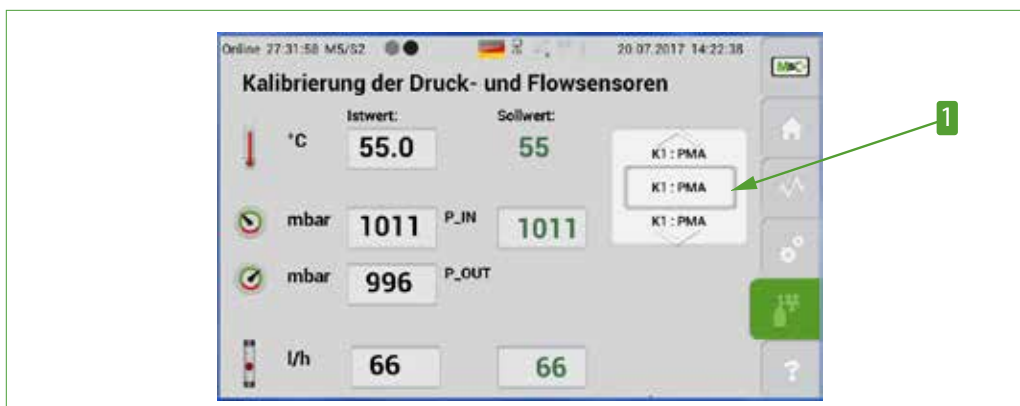 Online 27:31:58 M5/S2 20.07.2017 14:22:38
M&C
Kalibrierung der Druck- und Flowsensoren
Istwert: Sollwert:
°C 55.0 55
K1 : PMA
K1 : PMA
K1 : PMA
mbar 1011 P_IN 1011
mbar 996 P_OUT
l/h 66 66
?
1